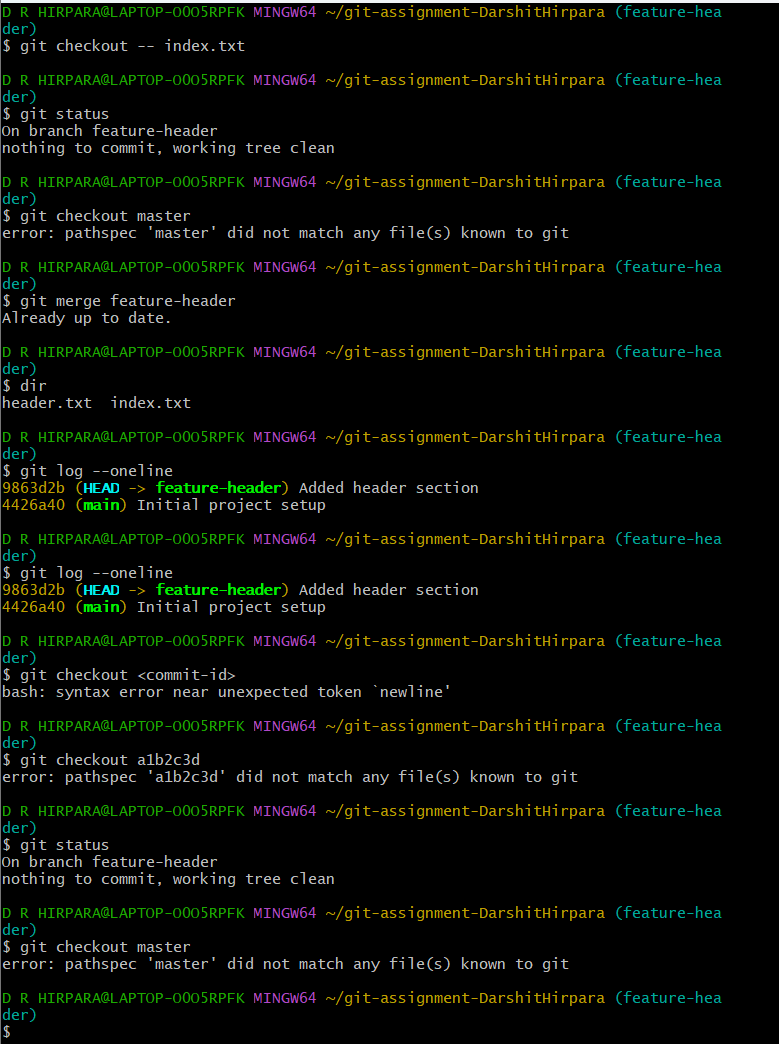 D R HIRPARA@LAPTOP-O0O5RPFK MINGW64 ~/git-assignment-DarshitHirpara (feature-hea
der)
$ git checkout -- index.txt
D R HIRPARA@LAPTOP-O0O5RPFK MINGW64 ~/git-assignment-DarshitHirpara (feature-hea
der)
$ git status
On branch feature-header
nothing to commit, working tree clean
D R HIRPARA@LAPTOP-O0O5RPFK MINGW64 ~/git-assignment-DarshitHirpara (feature-hea
der)
$ git checkout master
error: pathspec 'master' did not match any file(s) known to git
D R HIRPARA@LAPTOP-O0O5RPFK MINGW64 ~/git-assignment-DarshitHirpara (feature-hea
der)
$ git merge feature-header
Already up to date.
D R HIRPARA@LAPTOP-O0O5RPFK MINGW64 ~/git-assignment-DarshitHirpara (feature-hea
der)
$ dir
header.txt  index.txt
D R HIRPARA@LAPTOP-O0O5RPFK MINGW64 ~/git-assignment-DarshitHirpara (feature-hea
der)
$ git log --oneline
9863d2b (HEAD -> feature-header) Added header section
4426a40 (main) Initial project setup
D R HIRPARA@LAPTOP-O0O5RPFK MINGW64 ~/git-assignment-DarshitHirpara (feature-hea
der)
$ git log --oneline
9863d2b (HEAD -> feature-header) Added header section
4426a40 (main) Initial project setup
D R HIRPARA@LAPTOP-O0O5RPFK MINGW64 ~/git-assignment-DarshitHirpara (feature-hea
der)
$ git checkout <commit-id>
bash: syntax error near unexpected token `newline'
D R HIRPARA@LAPTOP-O0O5RPFK MINGW64 ~/git-assignment-DarshitHirpara (feature-hea
der)
$ git checkout a1b2c3d
error: pathspec 'a1b2c3d' did not match any file(s) known to git
D R HIRPARA@LAPTOP-O0O5RPFK MINGW64 ~/git-assignment-DarshitHirpara (feature-hea
der)
$ git status
On branch feature-header
nothing to commit, working tree clean
D R HIRPARA@LAPTOP-O0O5RPFK MINGW64 ~/git-assignment-DarshitHirpara (feature-hea
der)
$ git checkout master
error: pathspec 'master' did not match any file(s) known to git
D R HIRPARA@LAPTOP-O0O5RPFK MINGW64 ~/git-assignment-DarshitHirpara (feature-hea
der)
$